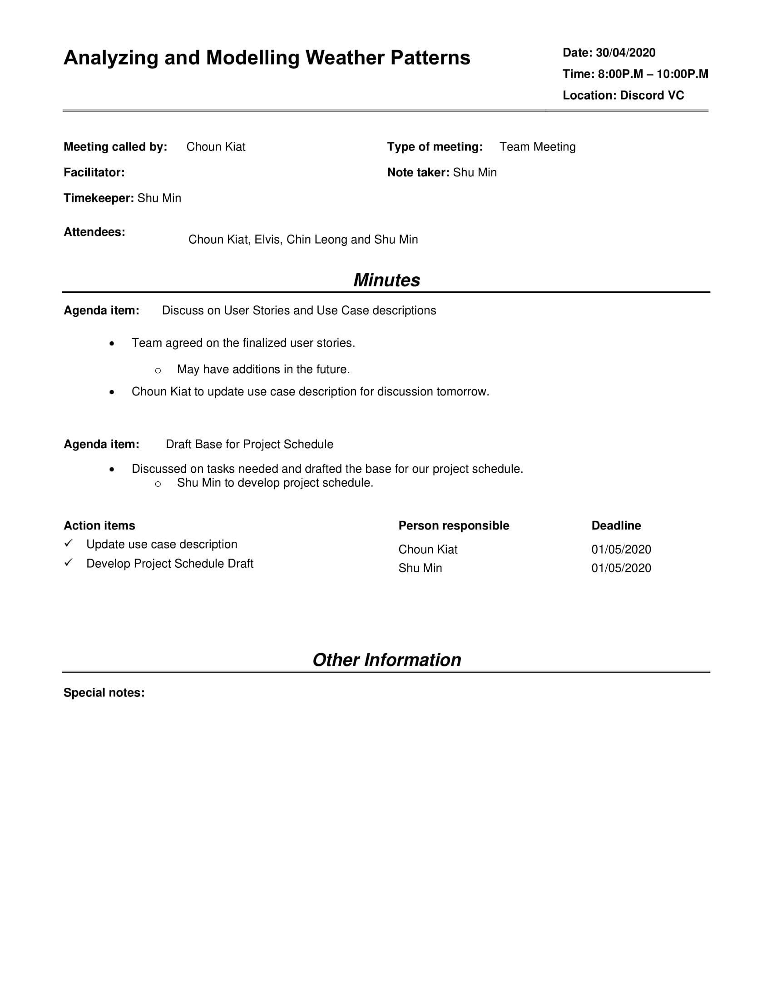 Analyzing and Modelling Weather Patterns
Date: 30/04/2020
Time: 8:00P.M – 10:00P.M
Location: Discord VC
Meeting called by: Choun Kiat Type of meeting: Team Meeting
Facilitator: Note taker: Shu Min
Timekeeper: Shu Min
Attendees: Choun Kiat, Elvis, Chin Leong and Shu Min
Minutes
Agenda item: Discuss on User Stories and Use Case descriptions
• Team agreed on the finalized user stories.
o May have additions in the future.
• Choun Kiat to update use case description for discussion tomorrow.
Agenda item: Draft Base for Project Schedule
• Discussed on tasks needed and drafted the base for our project schedule.
o Shu Min to develop project schedule.
Action items Person responsible Deadline
✓ Update use case description Choun Kiat 01/05/2020
✓ Develop Project Schedule Draft Shu Min 01/05/2020
Other Information
Special notes: